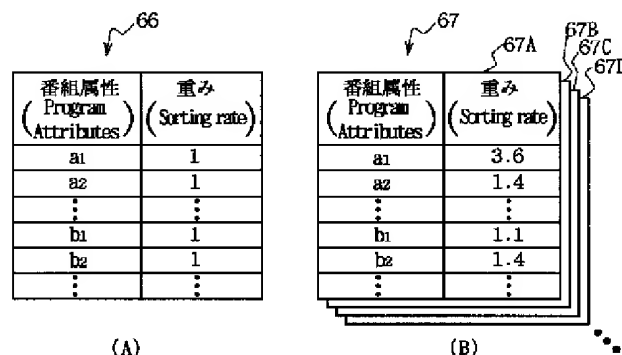 66
番組属性 重み
(Program Attributes) (Sorting rate)
a1 1
a2 1
⋮ ⋮
b1 1
b2 1
⋮ ⋮
(A)
67
67A
67B
67C
67D
番組属性 重み
(Program Attributes) (Sorting rate)
a1 3.6
a2 1.4
⋮ ⋮
b1 1.1
b2 1.4
⋮ ⋮
(B)